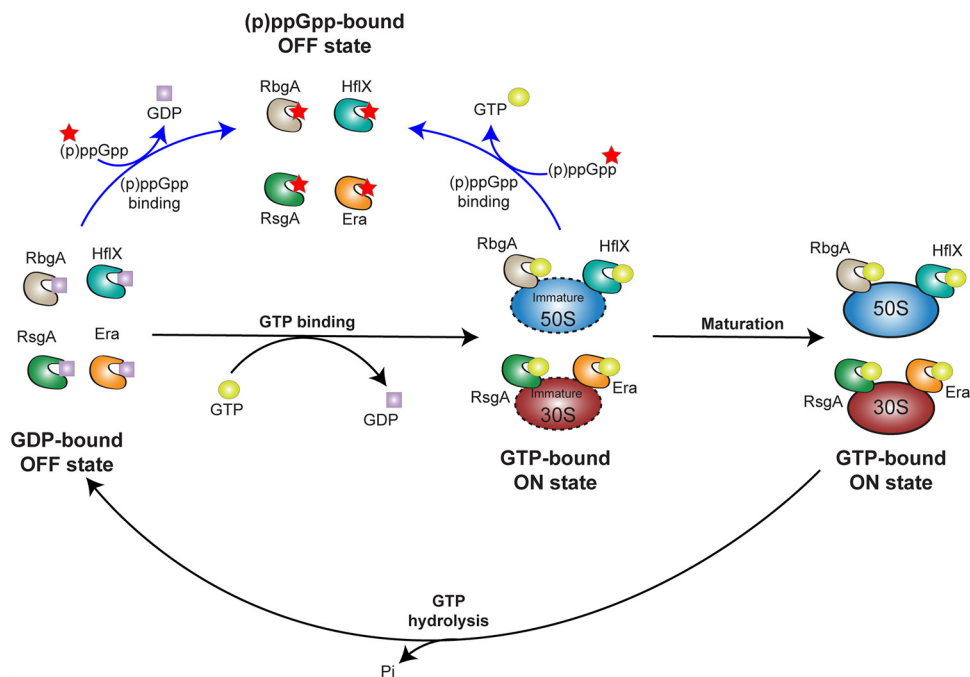 (p)ppGpp-bound
OFF state
RbgA
HflX
GDP
GTP
(p)ppGpp
(p)ppGpp
binding
(p)ppGpp
(p)ppGpp
binding
RsgA
Era
RbgA
HflX
RsgA
Era
GDP-bound
OFF state
GTP binding
GTP
GDP
RbgA
HflX
Immature
50S
RsgA
Era
Immature
30S
GTP-bound
ON state
Maturation
RbgA
HflX
50S
RsgA
Era
30S
GTP-bound
ON state
GTP
hydrolysis
Pi